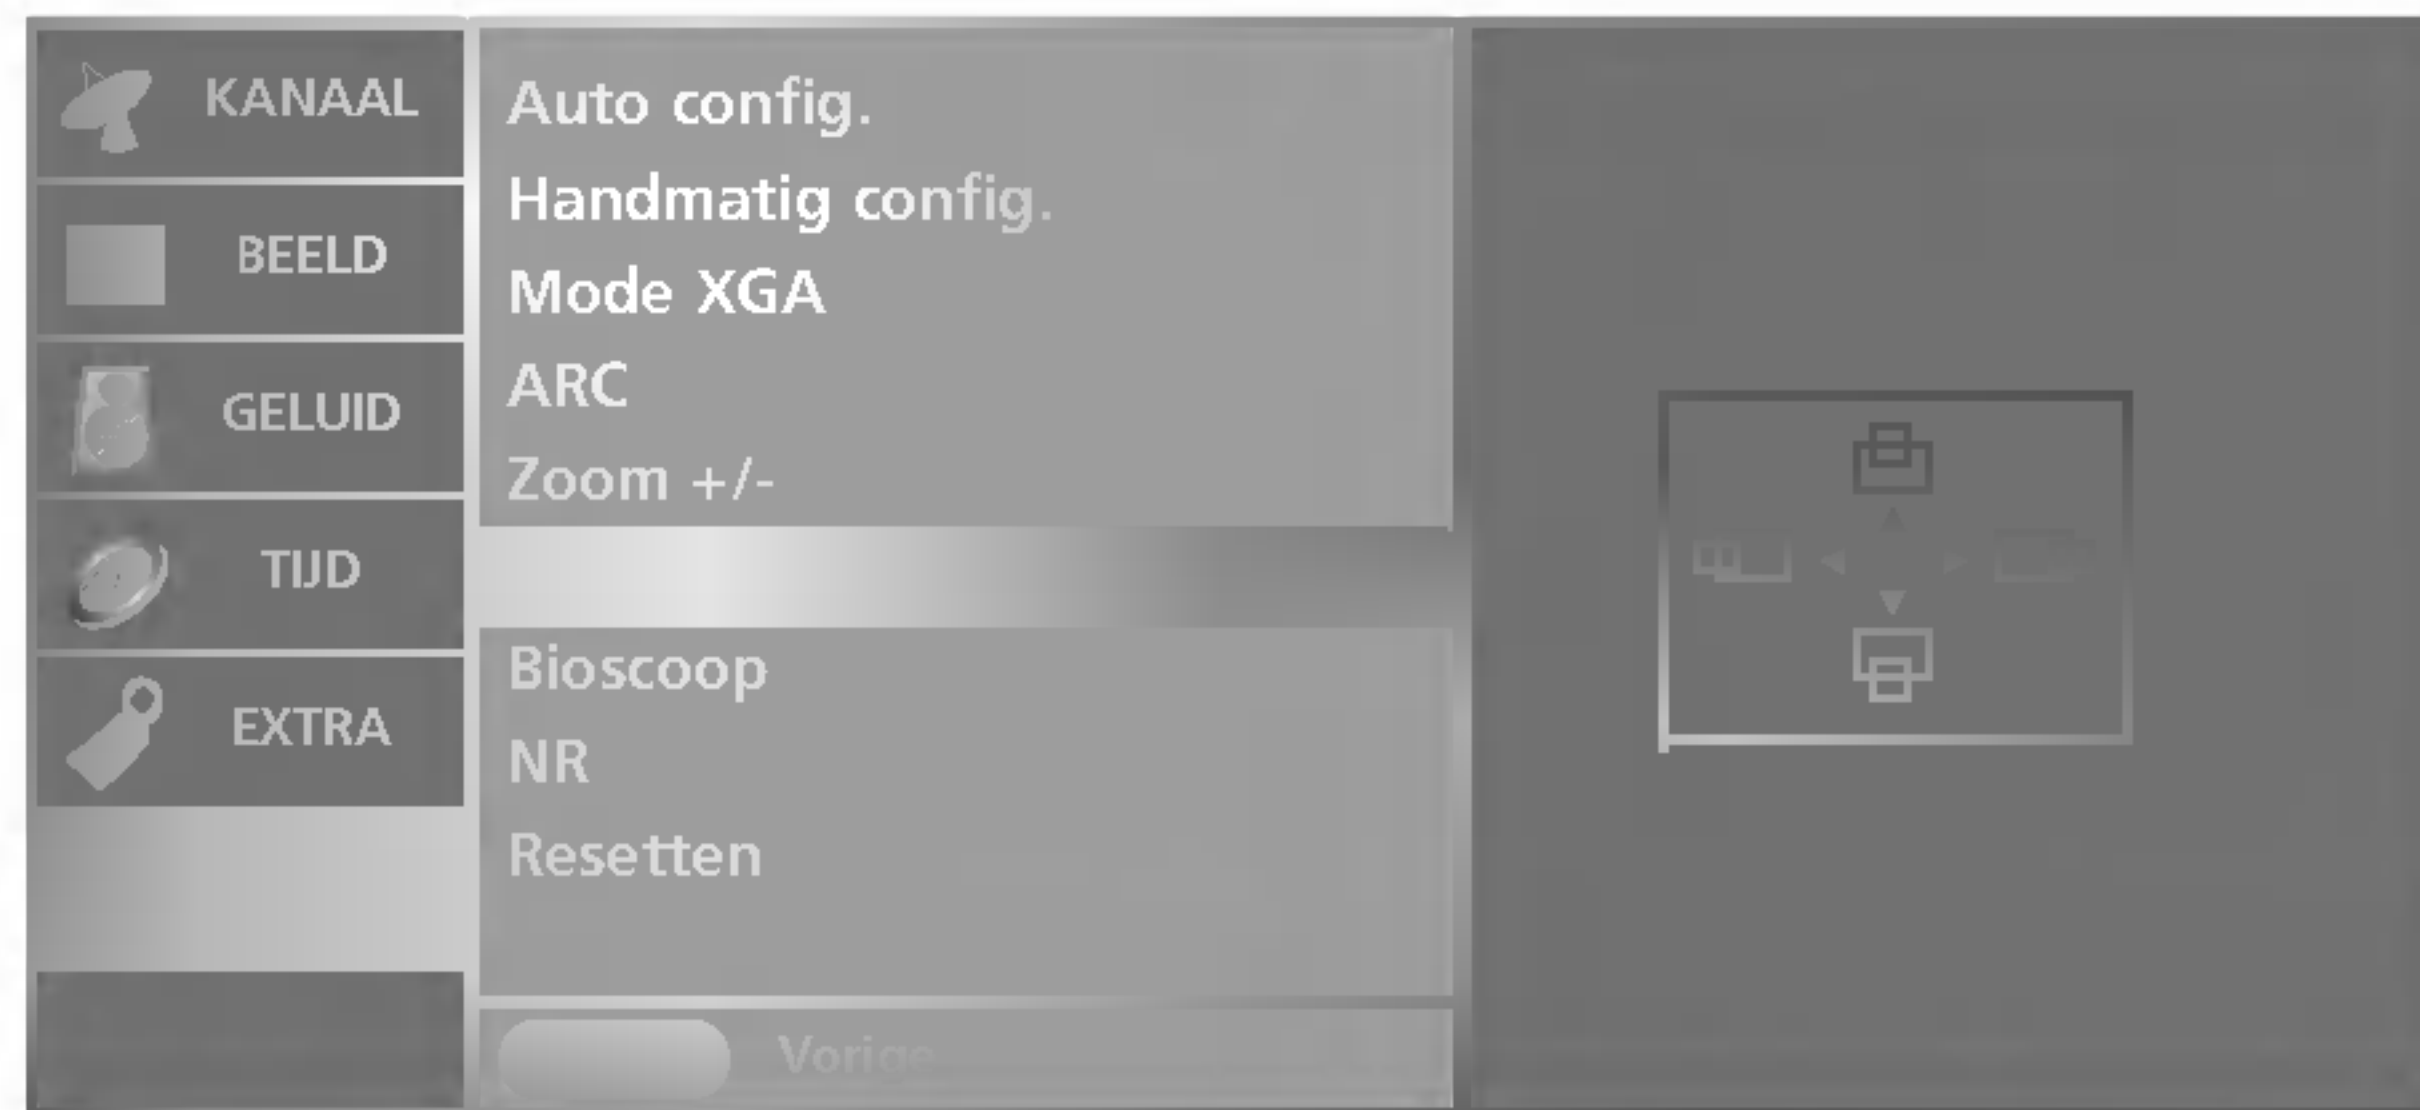 KANAAL
BEELD
GELUID
TIJD
EXTRA
Auto config.
Handmatig config.
Mode XGA
ARC
Zoom +/-
Bioscoop
NR
Resetten
Vorige